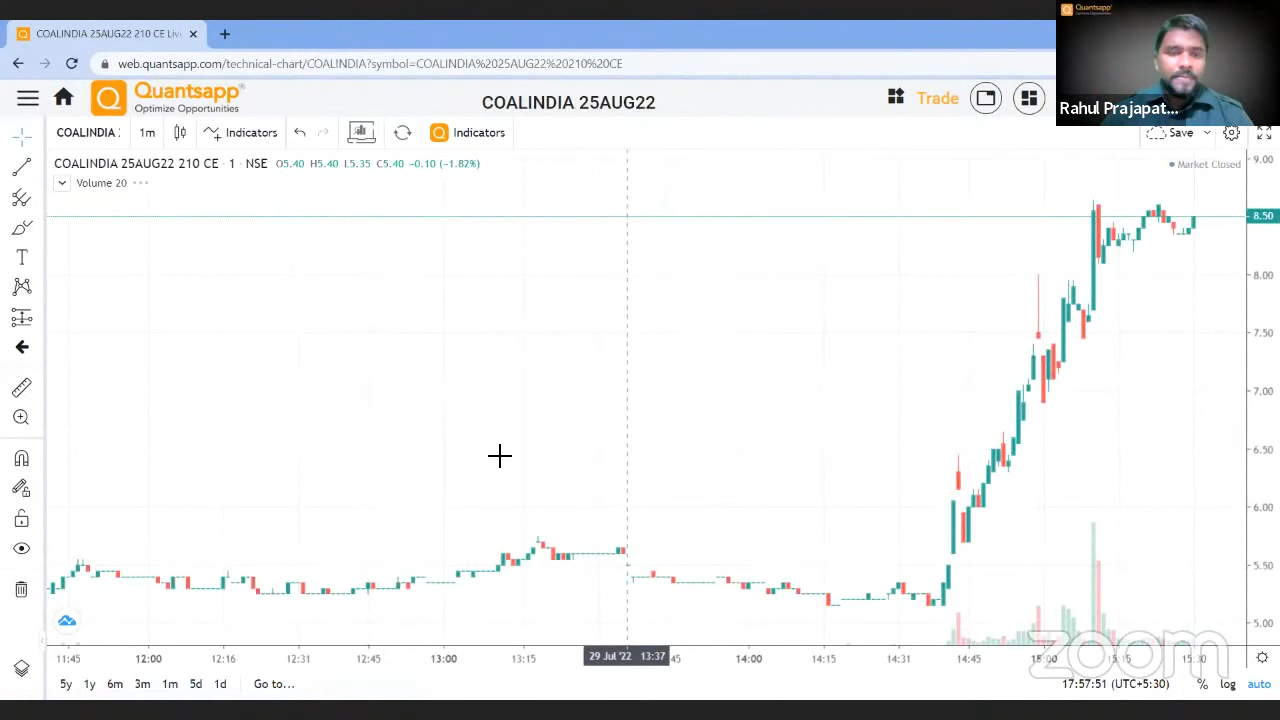 COALINDIA 25AUG22 210 CE Live
web.quantsapp.com/technical-chart/COALINDIA?symbol=COALINDIA%2025AUG22%20210%20CE
Quantsapp
Optimize Opportunities
Rahul Prajapat...
Quantsapp®
Optimize Opportunities
COALINDIA 25AUG22
Trade
COALINDIA 1m Indicators Indicators Save
COALINDIA 25AUG22 210 CE · 1 · NSE O5.40 H5.40 L5.35 C5.40 −0.10 (−1.82%)
Market Closed
Volume 20
9.00
8.50
8.00
7.50
7.00
6.50
6.00
5.50
5.00
zoom
11:45 12:00 12:16 12:31 12:45 13:00 13:15 29 Jul '22 13:37 45 14:00 14:15 14:31 14:45 15:00 15:15 15:30
5y 1y 6m 3m 1m 5d 1d Go to... 17:57:51 (UTC+5:30) % log auto